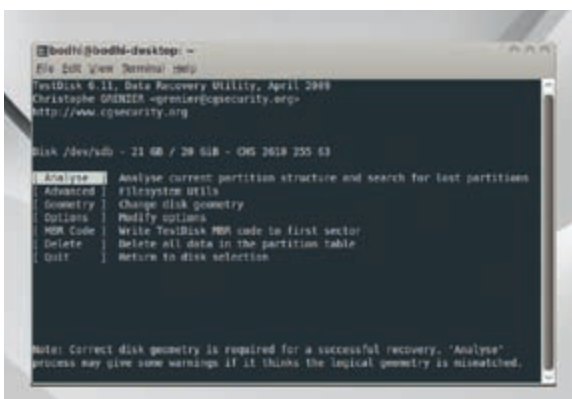 bodhi@bodhi-desktop: ~
File Edit View Terminal Help
TestDisk 6.11, Data Recovery Utility, April 2009
Christophe GRENIER <grenier@cgsecurity.org>
http://www.cgsecurity.org
Disk /dev/sdb - 21 GB / 20 GiB - CHS 2610 255 63
[ Analyse ] Analyse current partition structure and search for lost partitions
[ Advanced ] Filesystem Utils
[ Geometry ] Change disk geometry
[ Options ] Modify options
[ MBR Code ] Write TestDisk MBR code to first sector
[ Delete ] Delete all data in the partition table
[ Quit ] Return to disk selection
Note: Correct disk geometry is required for a successful recovery. 'Analyse'
process may give some warnings if it thinks the logical geometry is mismatched.